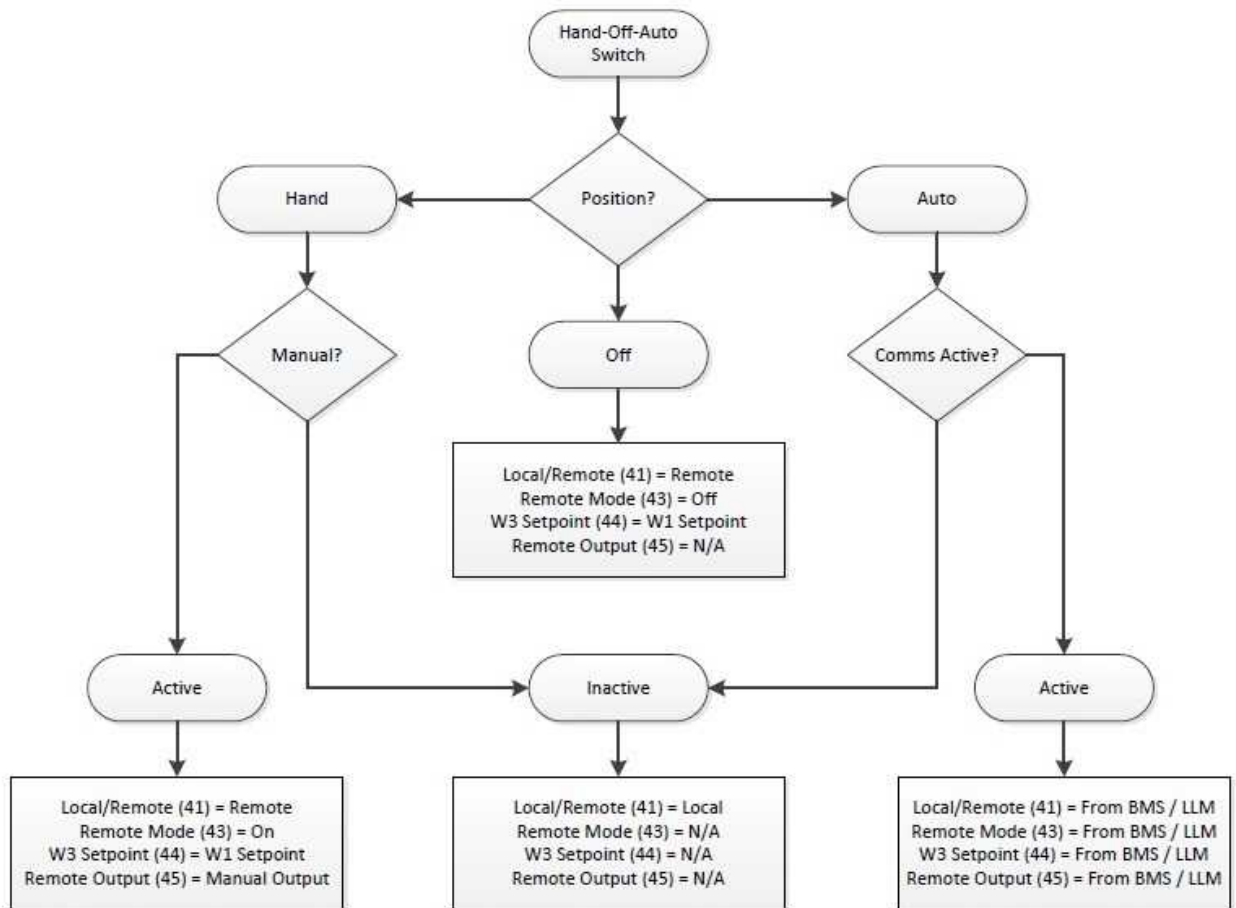 Hand-Off-Auto
Switch
Hand
Position?
Auto
Manual?
Off
Comms Active?
Local/Remote (41) = Remote
Remote Mode (43) = Off
W3 Setpoint (44) = W1 Setpoint
Remote Output (45) = N/A
Active
Inactive
Active
Local/Remote (41) = Remote
Remote Mode (43) = On
W3 Setpoint (44) = W1 Setpoint
Remote Output (45) = Manual Output
Local/Remote (41) = Local
Remote Mode (43) = N/A
W3 Setpoint (44) = N/A
Remote Output (45) = N/A
Local/Remote (41) = From BMS / LLM
Remote Mode (43) = From BMS / LLM
W3 Setpoint (44) = From BMS / LLM
Remote Output (45) = From BMS / LLM